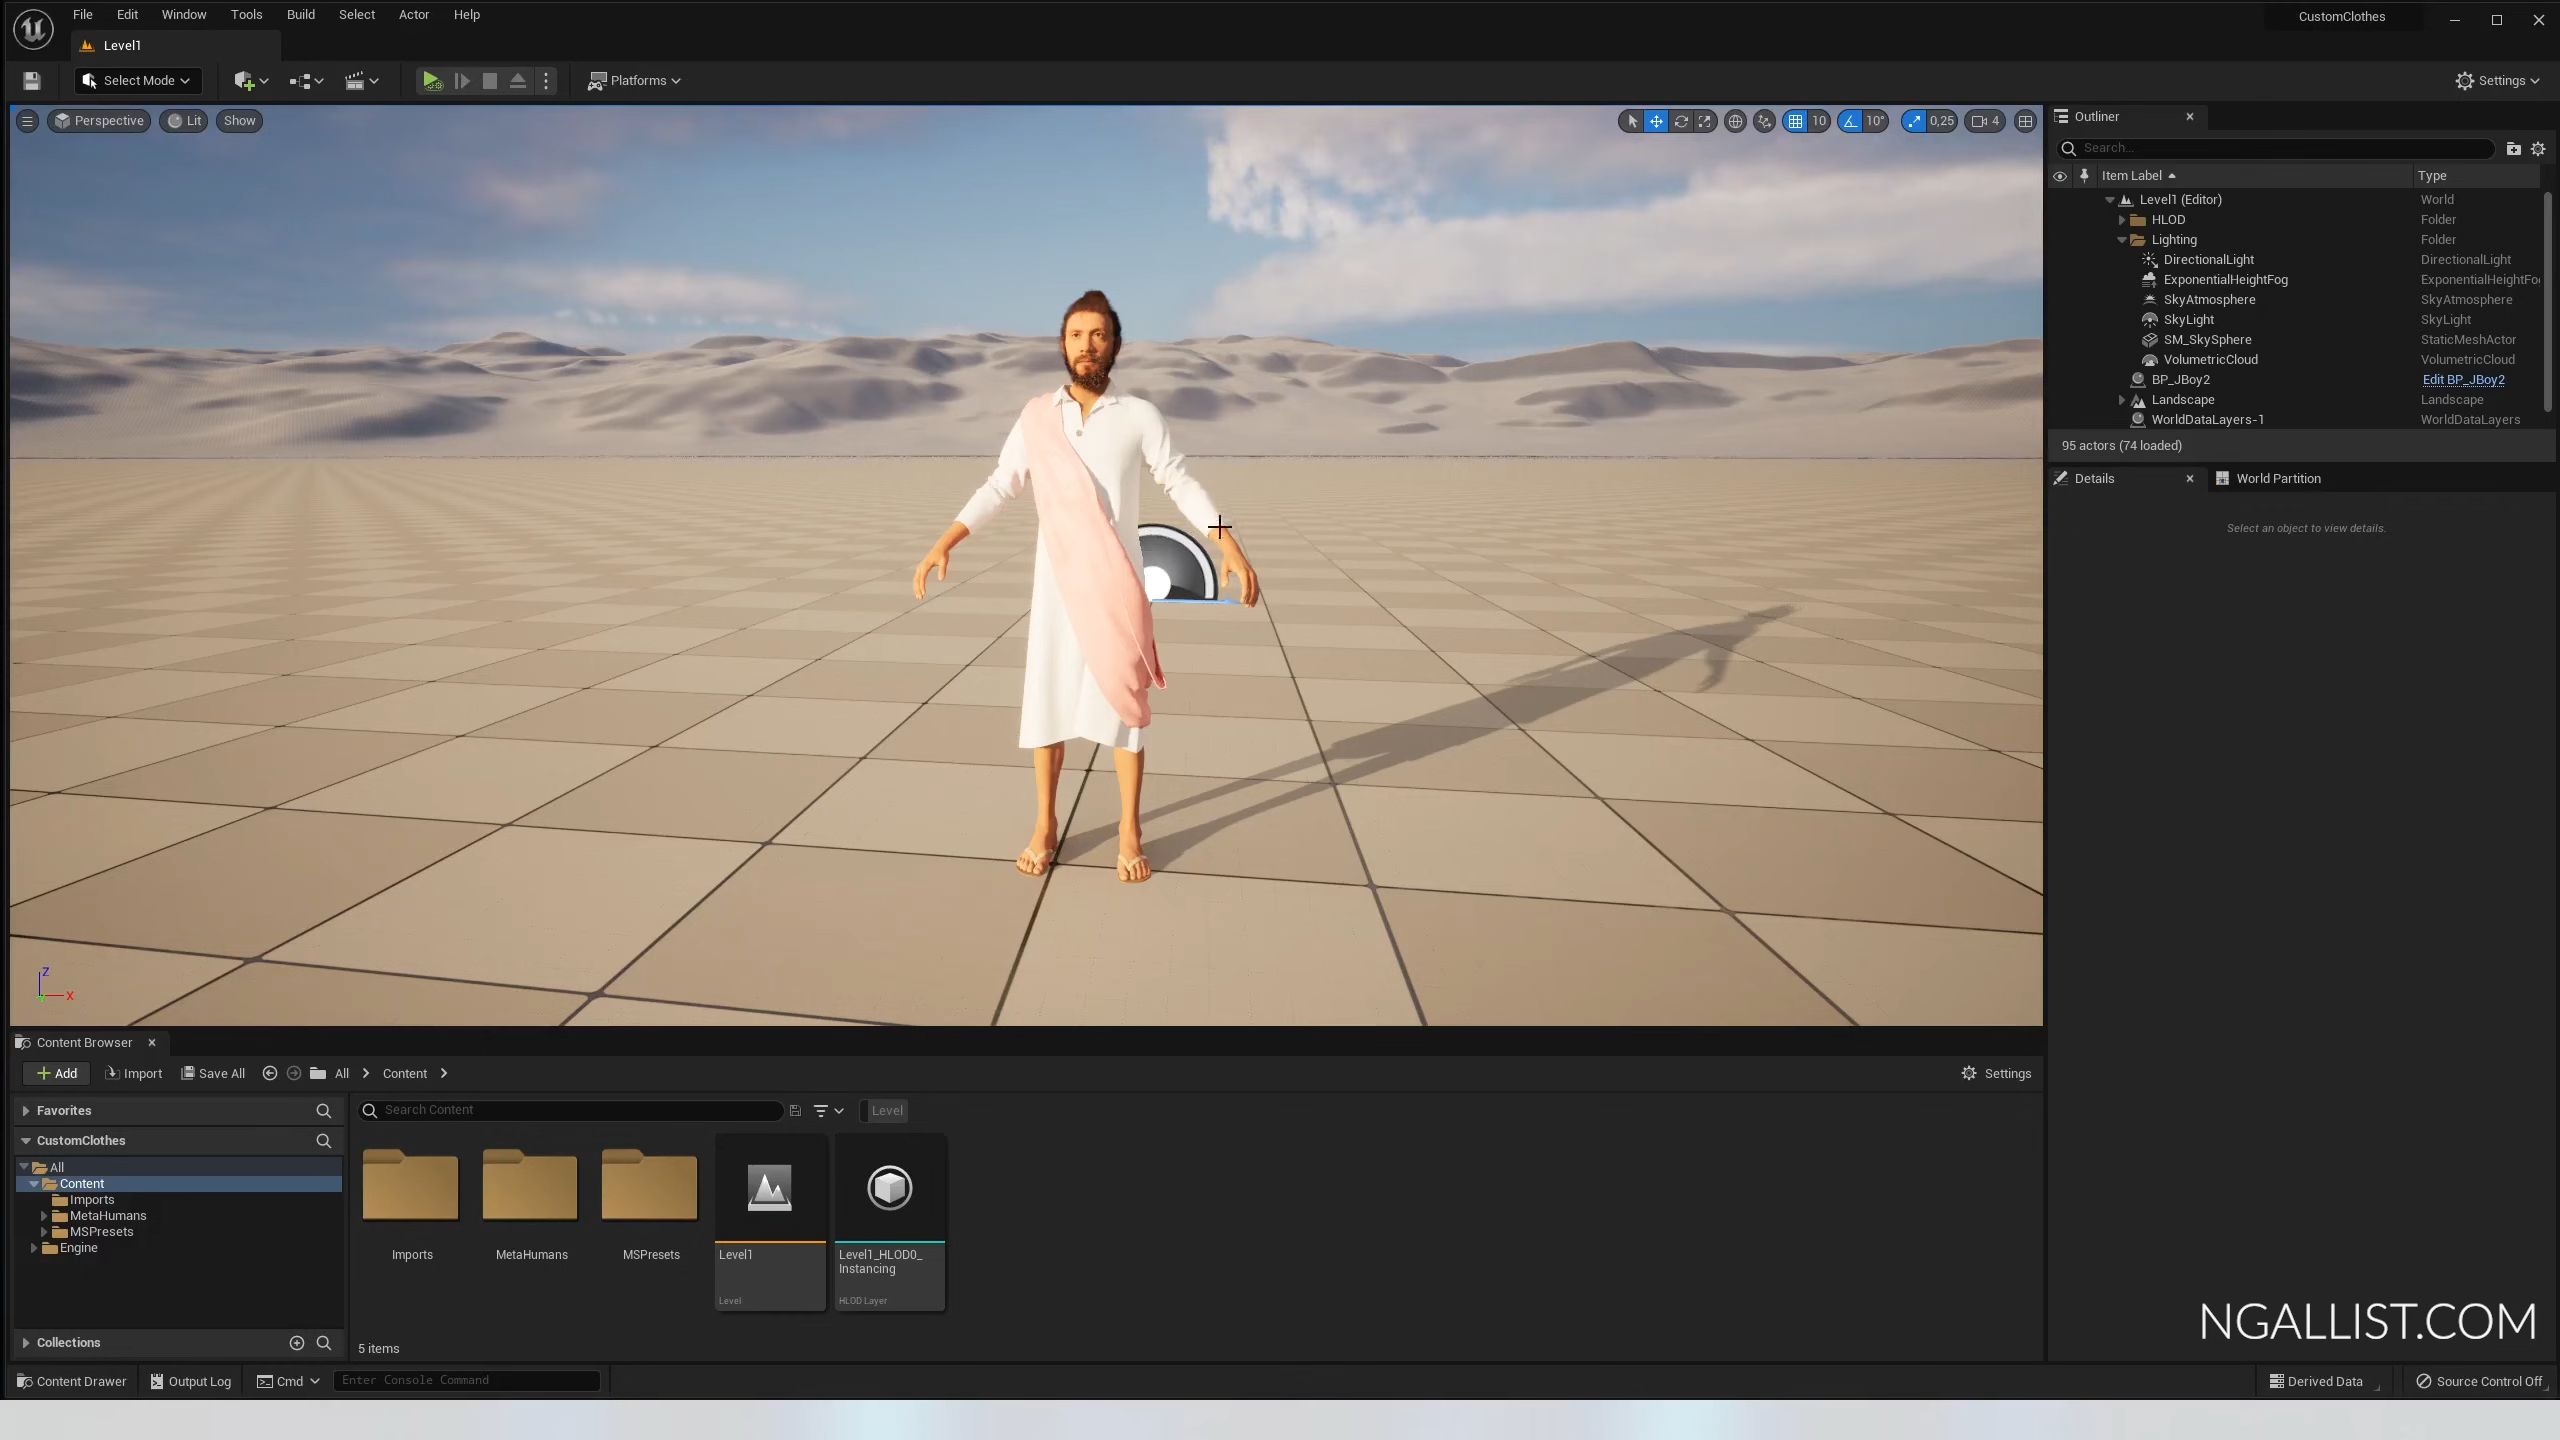 File Edit Window Tools Build Select Actor Help
CustomClothes
Level1
Select Mode
Platforms
Settings
Perspective Lit Show
10 10° 0,25 4
Outliner
Search...
Item Label Type
Level1 (Editor) World
HLOD Folder
Lighting Folder
DirectionalLight DirectionalLight
ExponentialHeightFog ExponentialHeightFo
SkyAtmosphere SkyAtmosphere
SkyLight SkyLight
SM_SkySphere StaticMeshActor
VolumetricCloud VolumetricCloud
BP_JBoy2 Edit BP_JBoy2
Landscape Landscape
WorldDataLayers-1 WorldDataLayers
95 actors (74 loaded)
Details World Partition
Select an object to view details.
Z
X
Content Browser
Add Import Save All All Content Settings
Favorites
Search Content Level
CustomClothes
All
Content
Imports
MetaHumans
MSPresets
Engine
Imports MetaHumans MSPresets
Level1
Level
Level1_HLOD0_
Instancing
HLOD Layer
Collections
5 items
NGALLIST.COM
Content Drawer Output Log Cmd Enter Console Command Derived Data Source Control Off